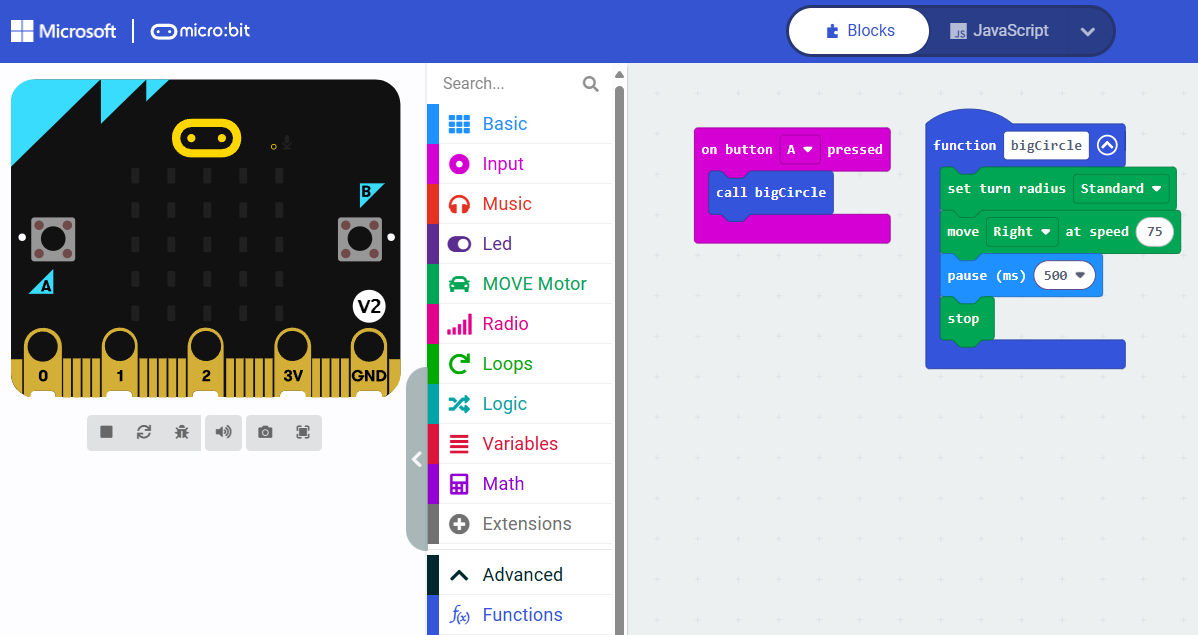 Microsoft
micro:bit
Blocks
JS
JavaScript
B
A
V2
0
1
2
3V
GND
Search...
Basic
Input
Music
Led
MOVE Motor
Radio
Loops
Logic
Variables
Math
Extensions
Advanced
f(x) Functions
on button A pressed
call bigCircle
function bigCircle
set turn radius Standard
move Right at speed 75
pause (ms) 500
stop